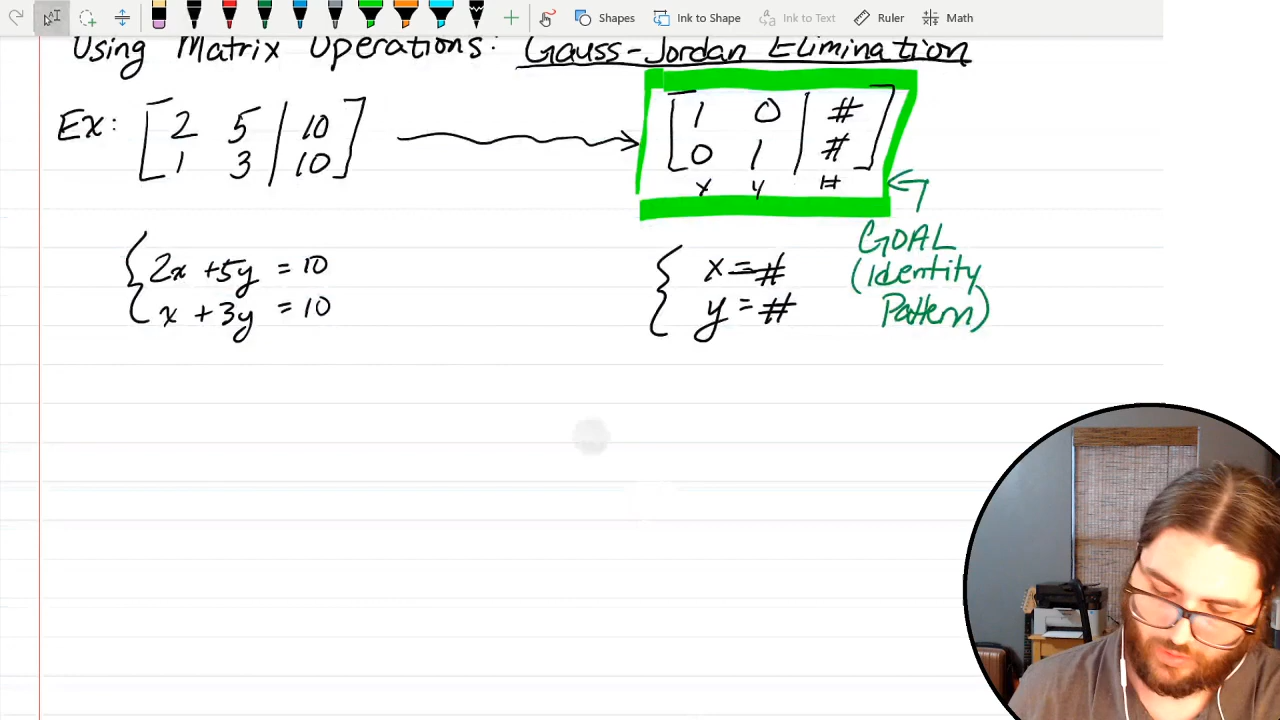 Shapes Ink to Shape Ink to Text Ruler Math
Using Matrix Operations: Gauss-Jordan Elimination
Ex: [ 2 5 | 10 ] [ 1 0 | # ]
[ 1 3 | 10 ] [ 0 1 | # ]
x y #
GOAL
(Identity
Pattern)
{ 2x + 5y = 10
x + 3y = 10
{ x = #
y = #